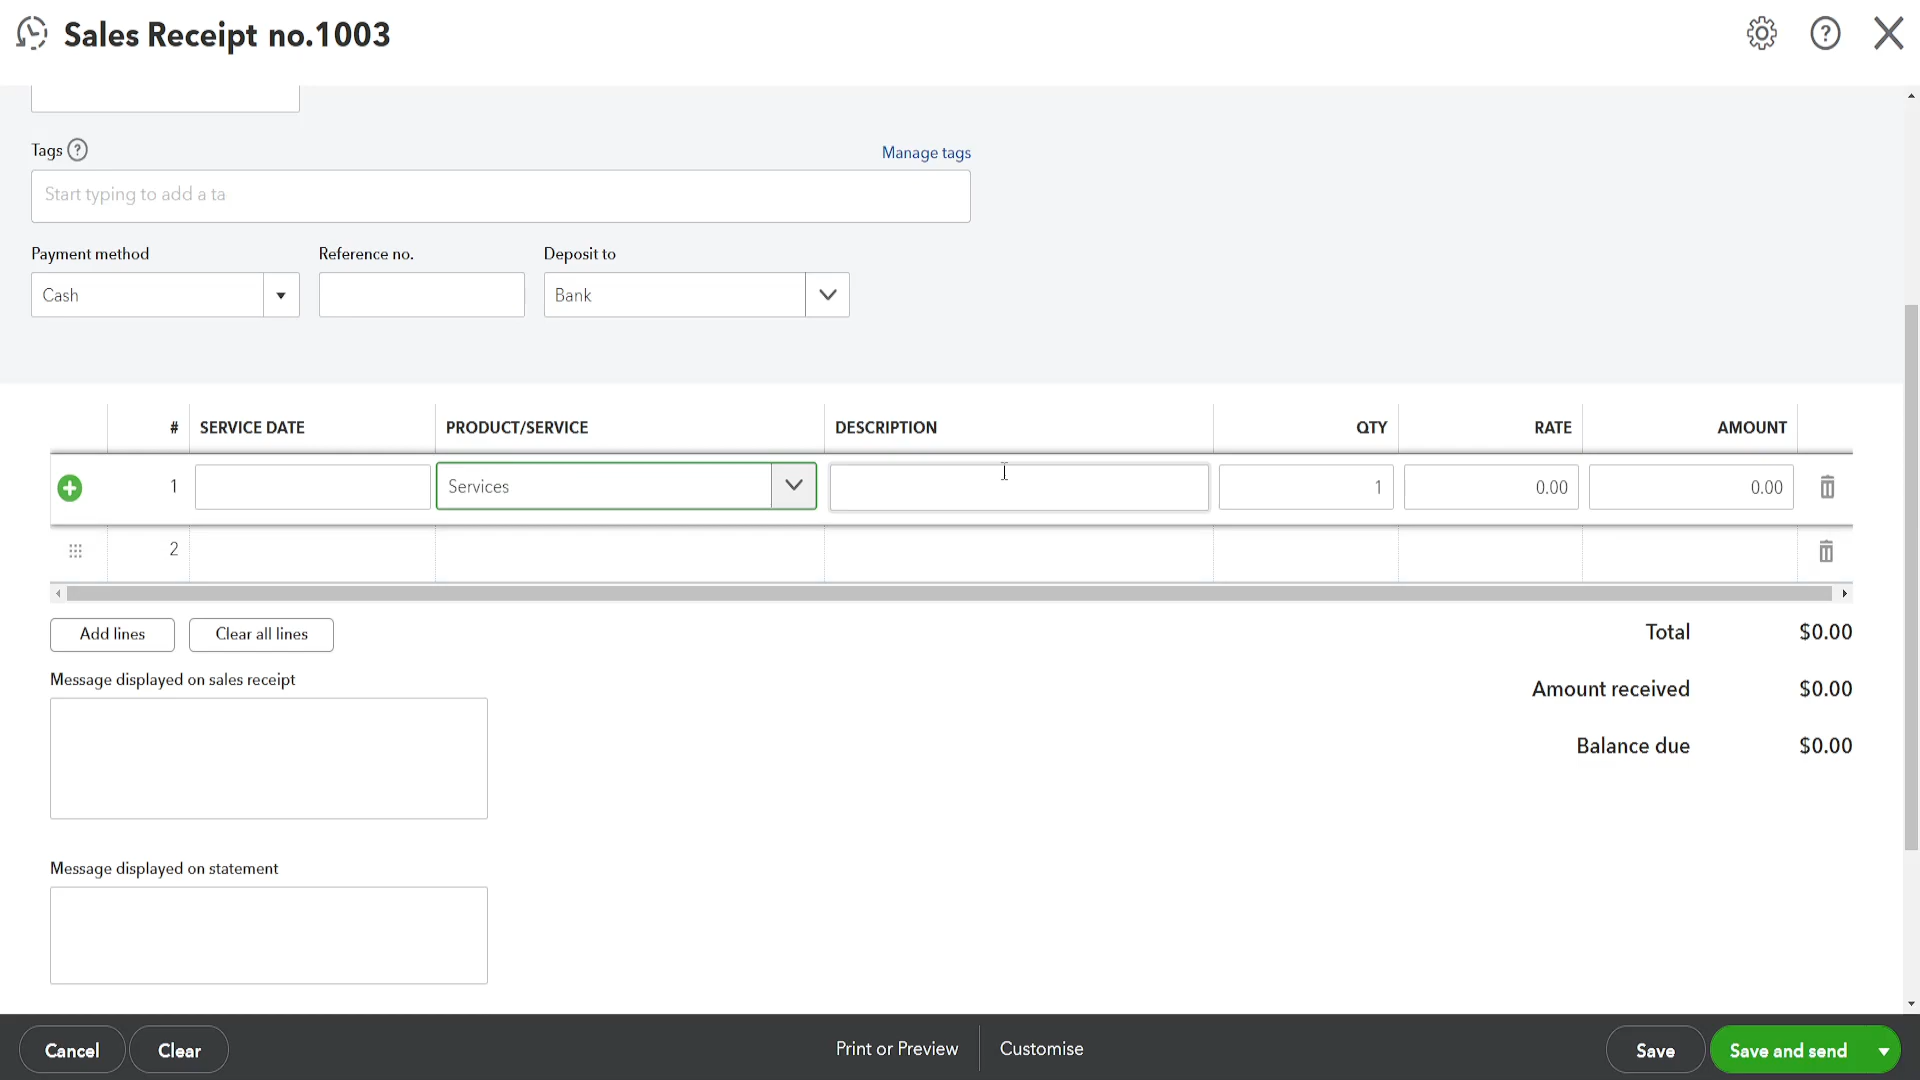 Sales Receipt no.1003
Tags
Manage tags
Start typing to add a ta
Payment method Reference no. Deposit to
Cash Bank
# SERVICE DATE PRODUCT/SERVICE DESCRIPTION QTY RATE AMOUNT
1 Services 1 0.00 0.00
2
Add lines Clear all lines
Total $0.00
Message displayed on sales receipt
Amount received $0.00
Balance due $0.00
Message displayed on statement
Cancel Clear Print or Preview Customise Save Save and send